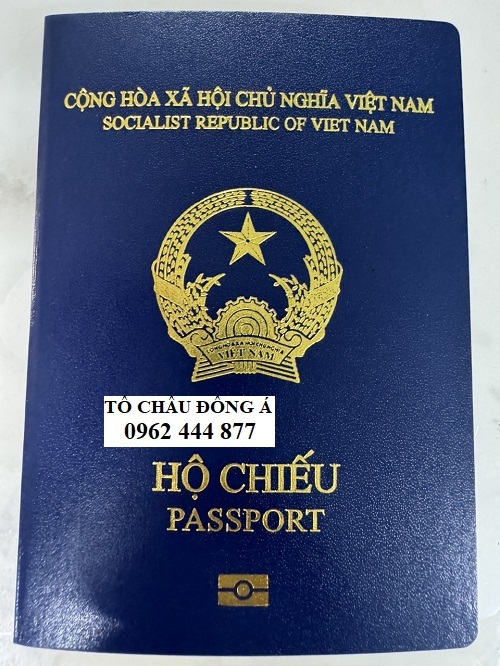 CỘNG HÒA XÃ HỘI CHỦ NGHĨA VIỆT NAM
SOCIALIST REPUBLIC OF VIET NAM
VIỆT NAM
TÔ CHÂU ĐÔNG Á
0962 444 877
HỘ CHIẾU
PASSPORT